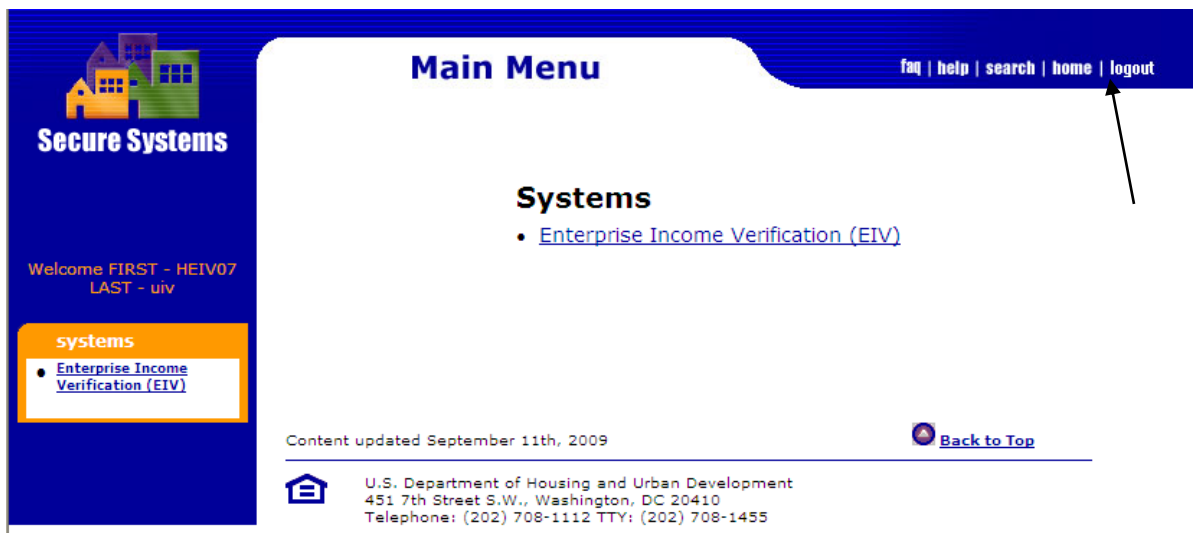 Main Menu
faq | help | search | home | logout
Secure Systems
Welcome FIRST - HEIV07
LAST - uiv
systems
Enterprise Income
Verification (EIV)
Systems
Enterprise Income Verification (EIV)
Content updated September 11th, 2009
Back to Top
U.S. Department of Housing and Urban Development
451 7th Street S.W., Washington, DC 20410
Telephone: (202) 708-1112 TTY: (202) 708-1455